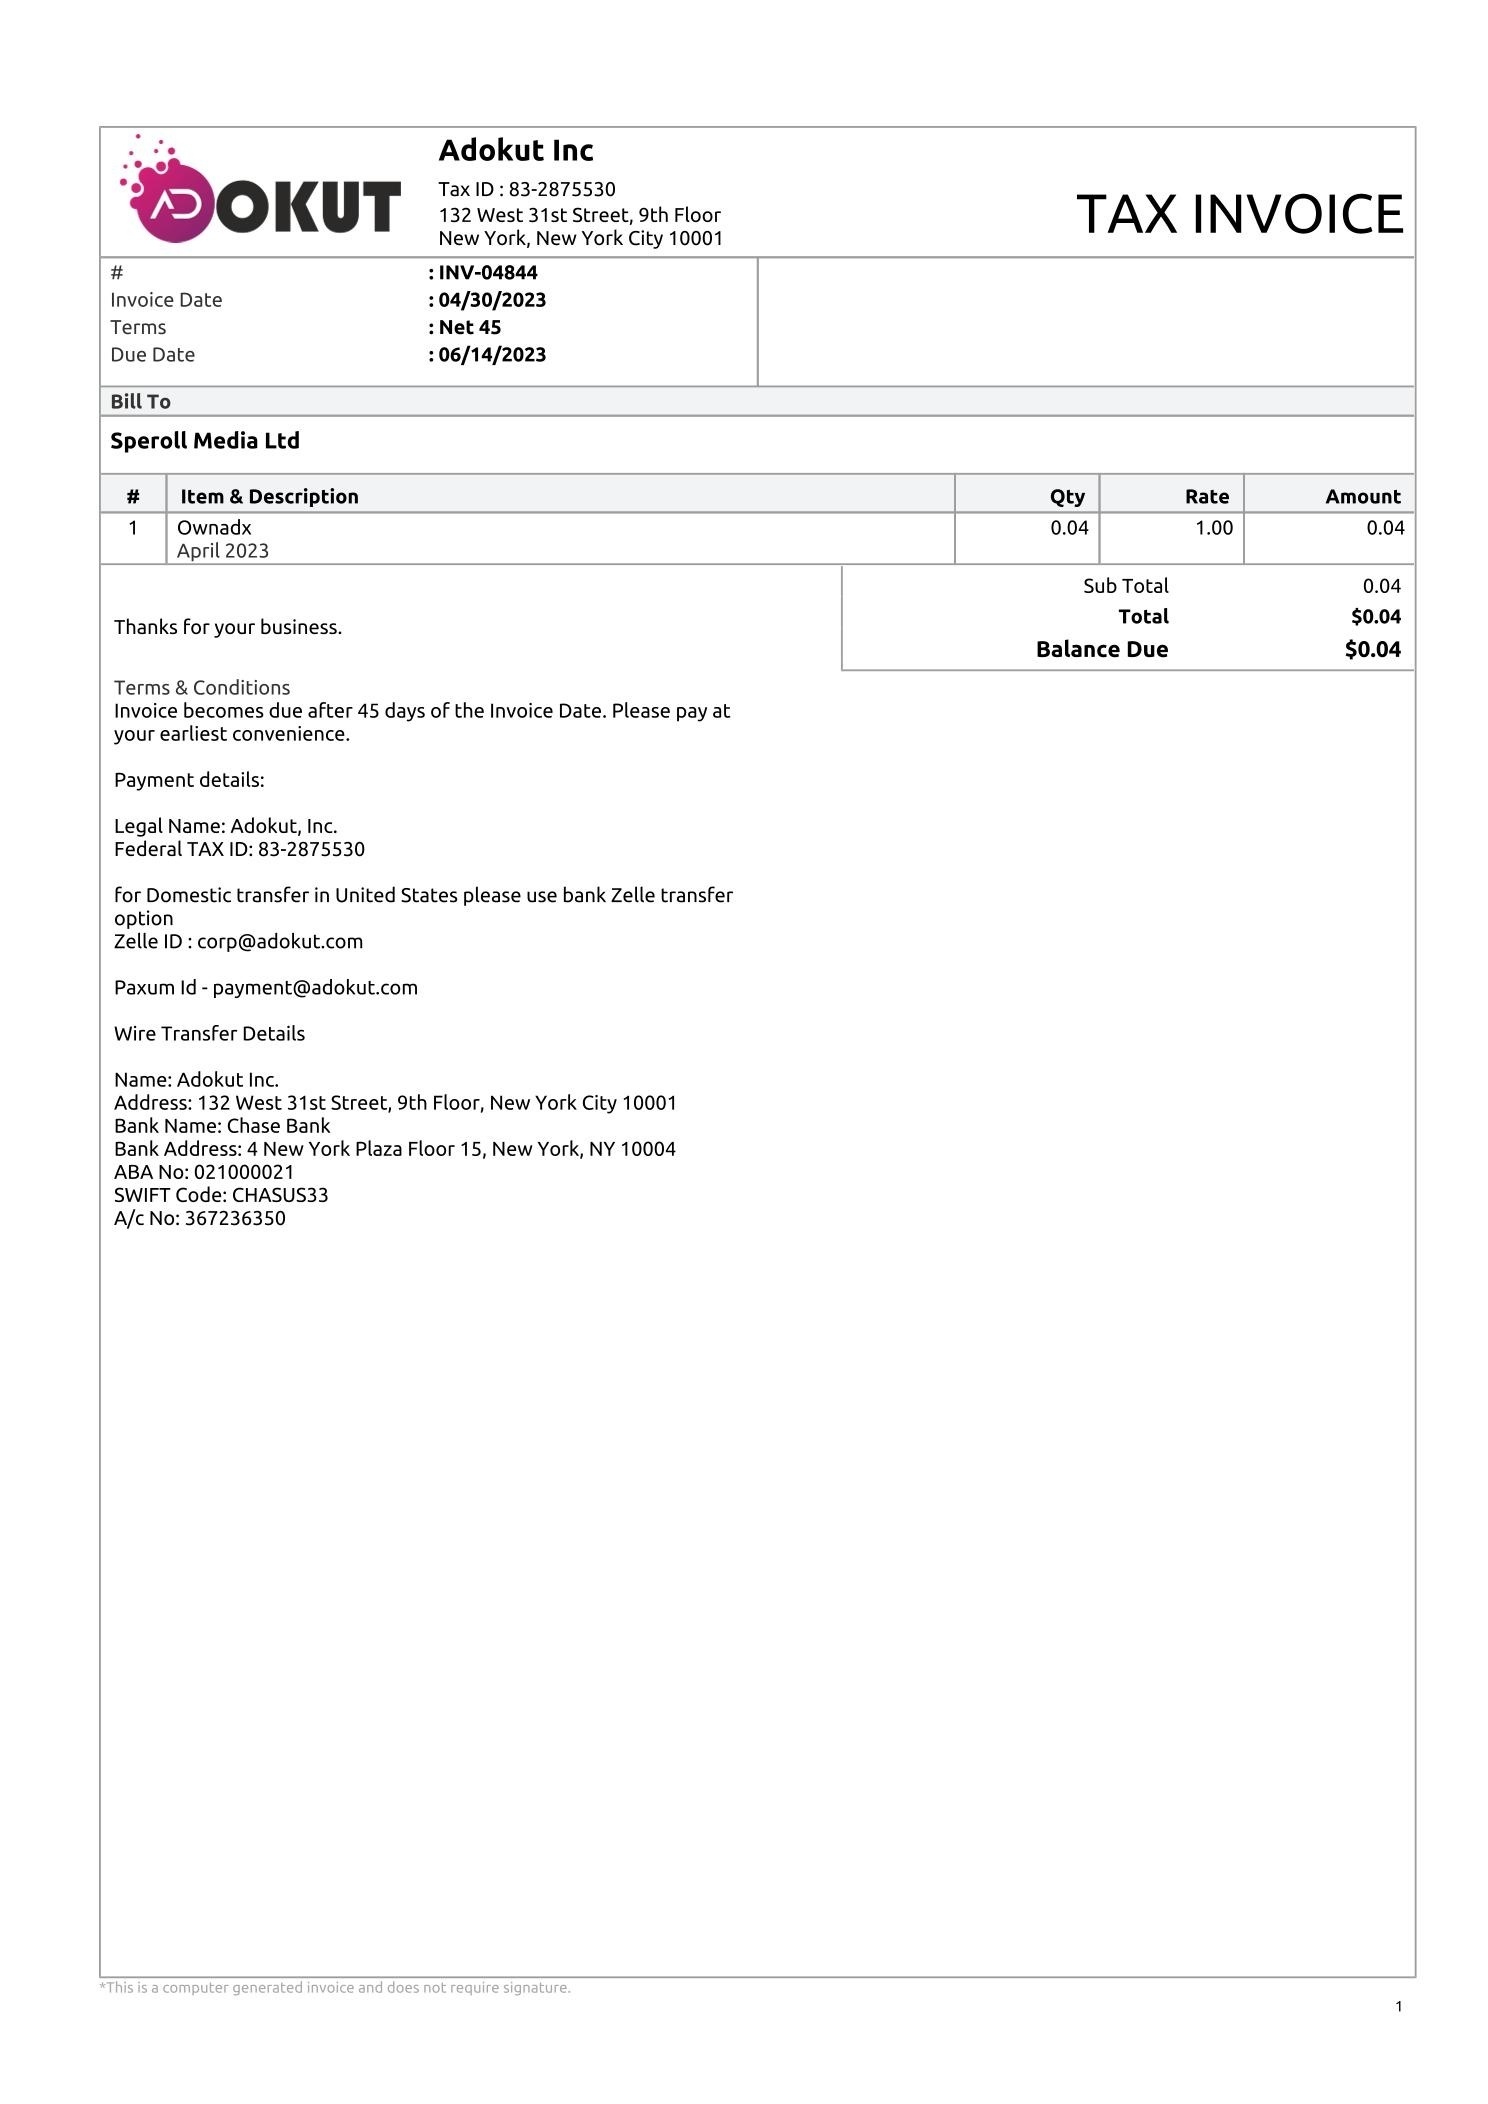 ADOKUT
Adokut Inc
Tax ID : 83-2875530
132 West 31st Street, 9th Floor
New York, New York City 10001
TAX INVOICE
# : INV-04844
Invoice Date : 04/30/2023
Terms : Net 45
Due Date : 06/14/2023
Bill To
Speroll Media Ltd
# Item & Description Qty Rate Amount
1 Ownadx 0.04 1.00 0.04
April 2023
Sub Total 0.04
Total $0.04
Balance Due $0.04
Thanks for your business.
Terms & Conditions
Invoice becomes due after 45 days of the Invoice Date. Please pay at
your earliest convenience.
Payment details:
Legal Name: Adokut, Inc.
Federal TAX ID: 83-2875530
for Domestic transfer in United States please use bank Zelle transfer
option
Zelle ID : corp@adokut.com
Paxum Id - payment@adokut.com
Wire Transfer Details
Name: Adokut Inc.
Address: 132 West 31st Street, 9th Floor, New York City 10001
Bank Name: Chase Bank
Bank Address: 4 New York Plaza Floor 15, New York, NY 10004
ABA No: 021000021
SWIFT Code: CHASUS33
A/c No: 367236350
*This is a computer generated invoice and does not require signature.
1